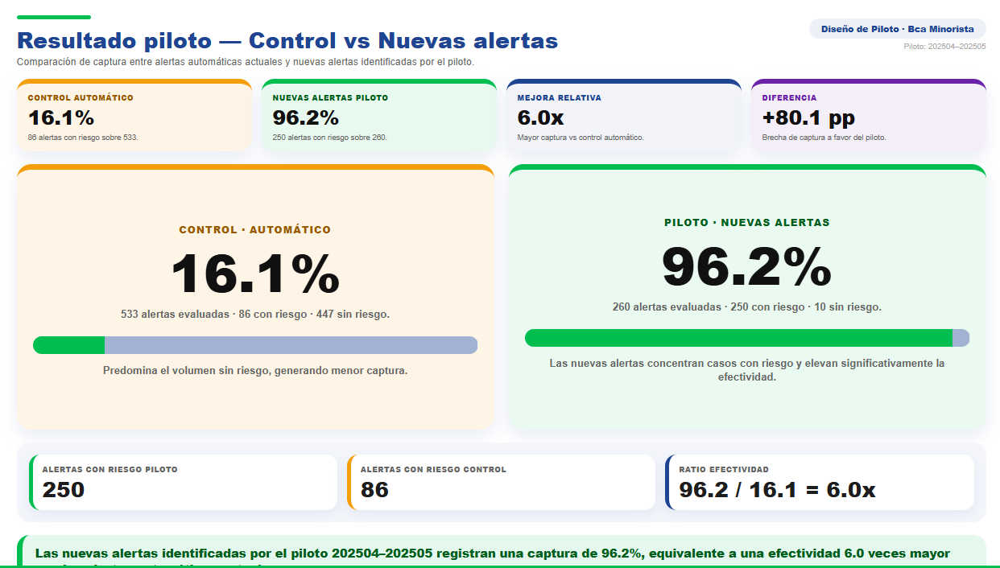 Resultado piloto — Control vs Nuevas alertas
Diseño de Piloto · Bca Minorista
Comparación de captura entre alertas automáticas actuales y nuevas alertas identificadas por el piloto.
Piloto: 202504–202505
CONTROL AUTOMÁTICO
16.1%
86 alertas con riesgo sobre 533.
NUEVAS ALERTAS PILOTO
96.2%
250 alertas con riesgo sobre 260.
MEJORA RELATIVA
6.0x
Mayor captura vs control automático.
DIFERENCIA
+80.1 pp
Brecha de captura a favor del piloto.
CONTROL · AUTOMÁTICO
16.1%
533 alertas evaluadas · 86 con riesgo · 447 sin riesgo.
Predomina el volumen sin riesgo, generando menor captura.
PILOTO · NUEVAS ALERTAS
96.2%
260 alertas evaluadas · 250 con riesgo · 10 sin riesgo.
Las nuevas alertas concentran casos con riesgo y elevan significativamente la
efectividad.
ALERTAS CON RIESGO PILOTO
250
ALERTAS CON RIESGO CONTROL
86
RATIO EFECTIVIDAD
96.2 / 16.1 = 6.0x
Las nuevas alertas identificadas por el piloto 202504–202505 registran una captura de 96.2%, equivalente a una efectividad 6.0 veces mayor